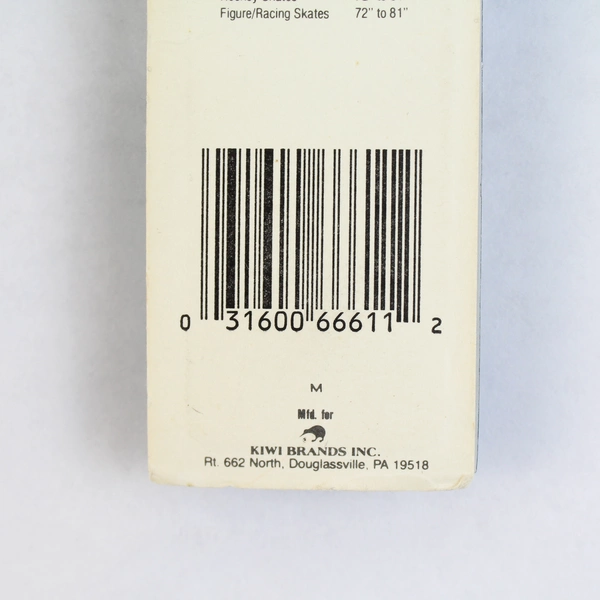 Figure/Racing Skates 72" to 81"
0 31600 66611 2
M
Mfd. for
KIWI BRANDS INC.
Rt. 662 North, Douglassville, PA 19518